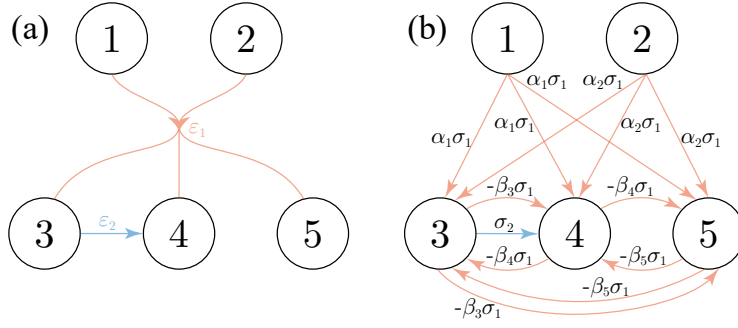 (a) (b)
1 2 1 2
ε₁
α₁σ₁ α₂σ₁
α₁σ₁ α₁σ₁ α₂σ₁ α₂σ₁
-β₃σ₁ -β₄σ₁
3 ε₂ 4 5 3 σ₂ 4 5
-β₄σ₁ -β₅σ₁
-β₅σ₁
-β₃σ₁